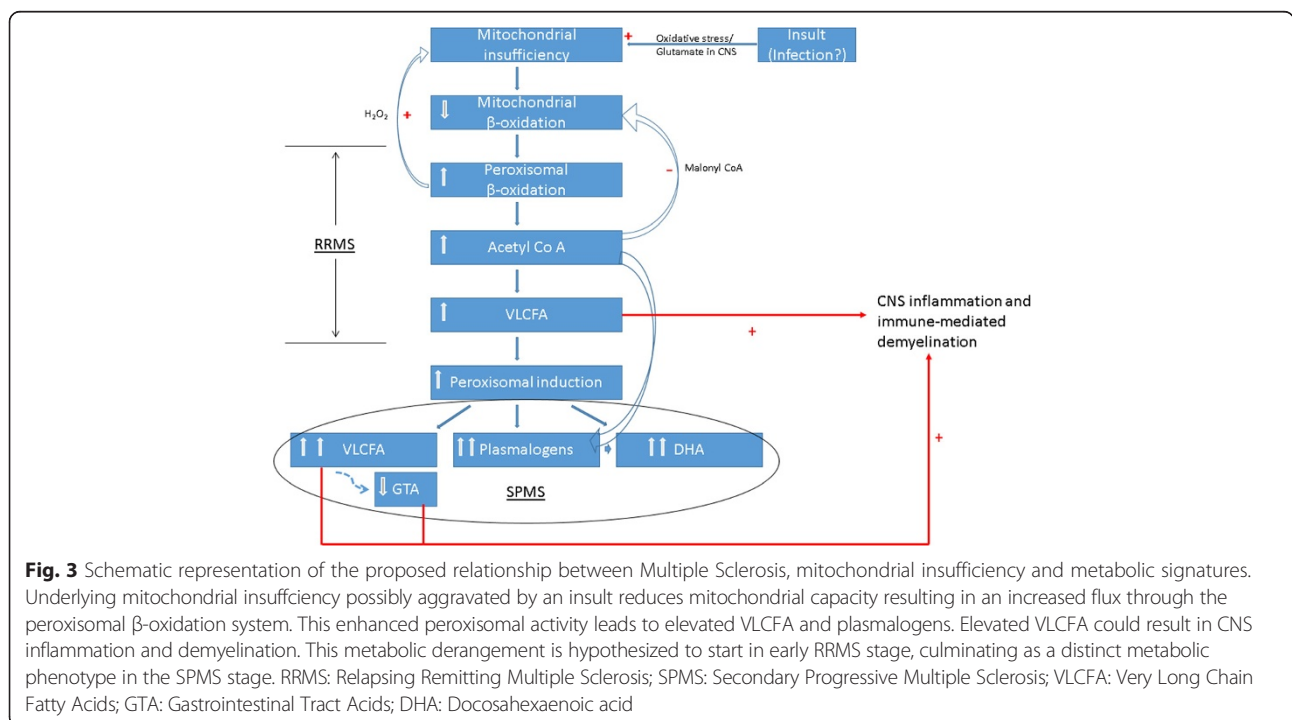 Mitochondrial
insufficiency
+
Oxidative stress/
Glutamate in CNS
Insult
(Infection?)
⇩ Mitochondrial
β-oxidation
H₂O₂
+
↑ Peroxisomal
β-oxidation
–
Malonyl CoA
RRMS
↑ Acetyl Co A
↑ VLCFA
+
CNS inflammation and
immune-mediated
demyelination
↑ Peroxisomal induction
↑↑ VLCFA
↑↑ Plasmalogens
↑↑ DHA
+
⇩ GTA
SPMS
Fig. 3 Schematic representation of the proposed relationship between Multiple Sclerosis, mitochondrial insufficiency and metabolic signatures.
Underlying mitochondrial insuffciency possibly aggravated by an insult reduces mitochondrial capacity resulting in an increased flux through the
peroxisomal β-oxidation system. This enhanced peroxisomal activity leads to elevated VLCFA and plasmalogens. Elevated VLCFA could result in CNS
inflammation and demyelination. This metabolic derangement is hypothesized to start in early RRMS stage, culminating as a distinct metabolic
phenotype in the SPMS stage. RRMS: Relapsing Remitting Multiple Sclerosis; SPMS: Secondary Progressive Multiple Sclerosis; VLCFA: Very Long Chain
Fatty Acids; GTA: Gastrointestinal Tract Acids; DHA: Docosahexaenoic acid